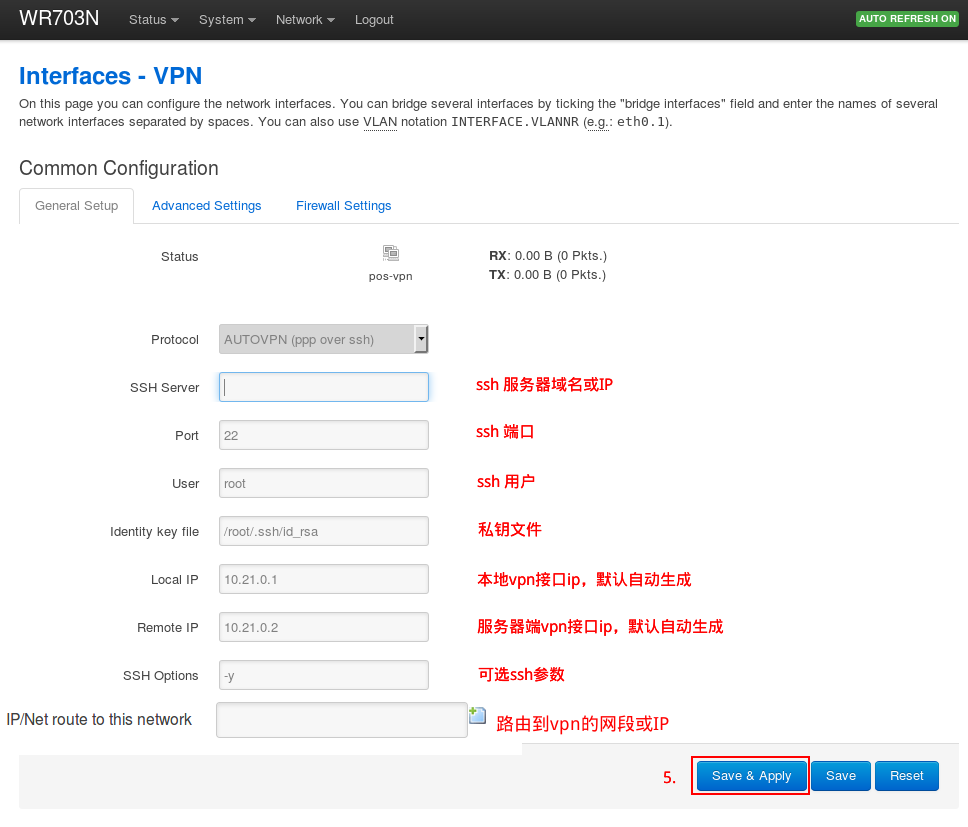 WR703N Status System Network Logout AUTO REFRESH ON
Interfaces - VPN
On this page you can configure the network interfaces. You can bridge several interfaces by ticking the "bridge interfaces" field and enter the names of several
network interfaces separated by spaces. You can also use VLAN notation INTERFACE.VLANNR (e.g.: eth0.1).
Common Configuration
General Setup Advanced Settings Firewall Settings
Status
pos-vpn
RX: 0.00 B (0 Pkts.)
TX: 0.00 B (0 Pkts.)
Protocol AUTOVPN (ppp over ssh)
SSH Server ssh 服务器域名或IP
Port 22 ssh 端口
User root ssh 用户
Identity key file /root/.ssh/id_rsa 私钥文件
Local IP 10.21.0.1 本地vpn接口ip，默认自动生成
Remote IP 10.21.0.2 服务器端vpn接口ip，默认自动生成
SSH Options -y 可选ssh参数
IP/Net route to this network 路由到vpn的网段或IP
5. Save & Apply Save Reset